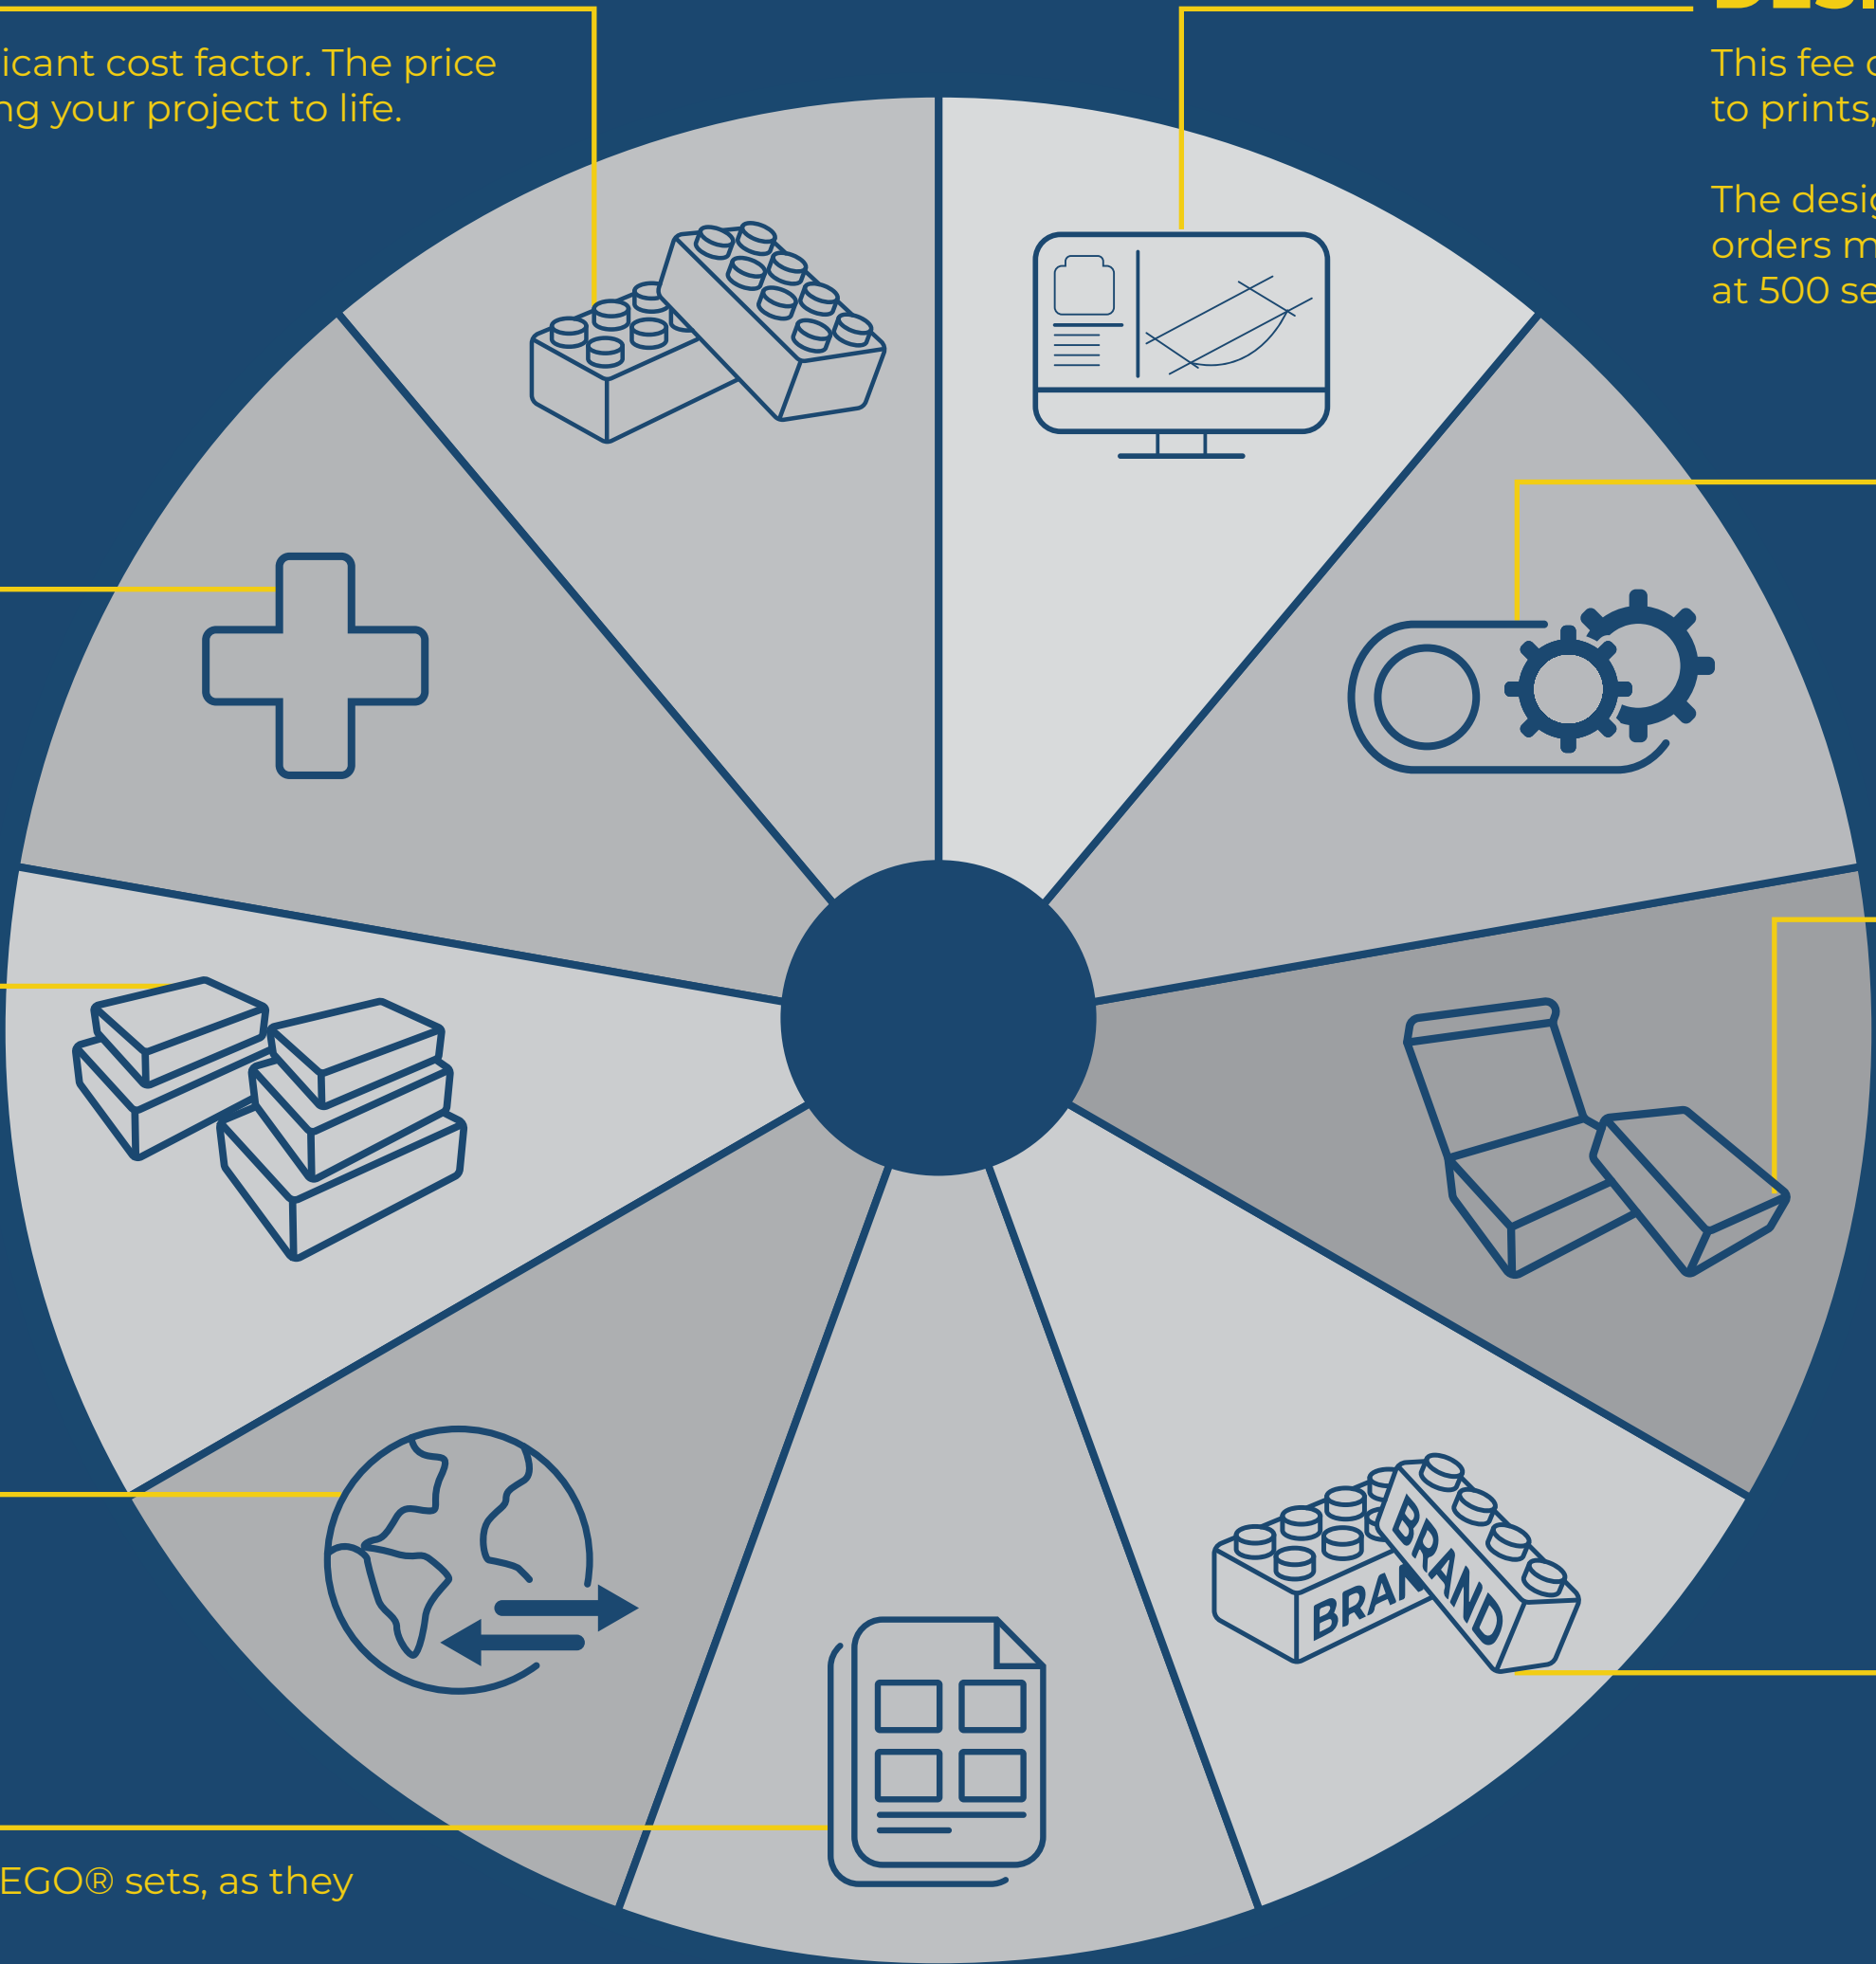 icant cost factor. The price
ng your project to life.
This fee
to prints,
The desig
orders m
at 500 se
BRAN
BRAND
EGO® sets, as they